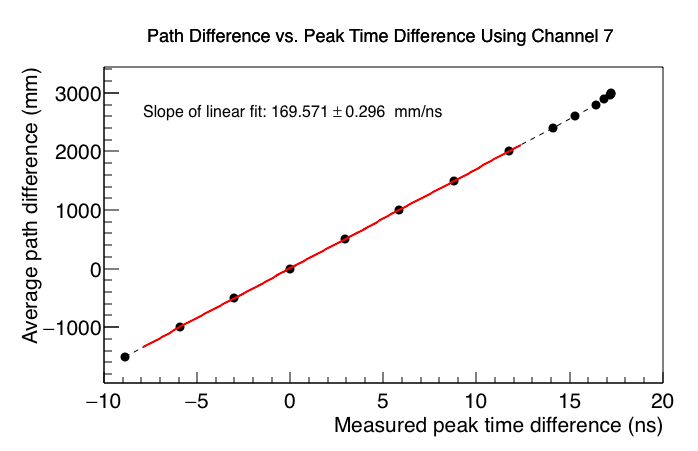 Path Difference vs. Peak Time Difference Using Channel 7
Average path difference (mm)
3000
2000
1000
0
−1000
Slope of linear fit: 169.571 ± 0.296 mm/ns
−10 −5 0 5 10 15 20
Measured peak time difference (ns)